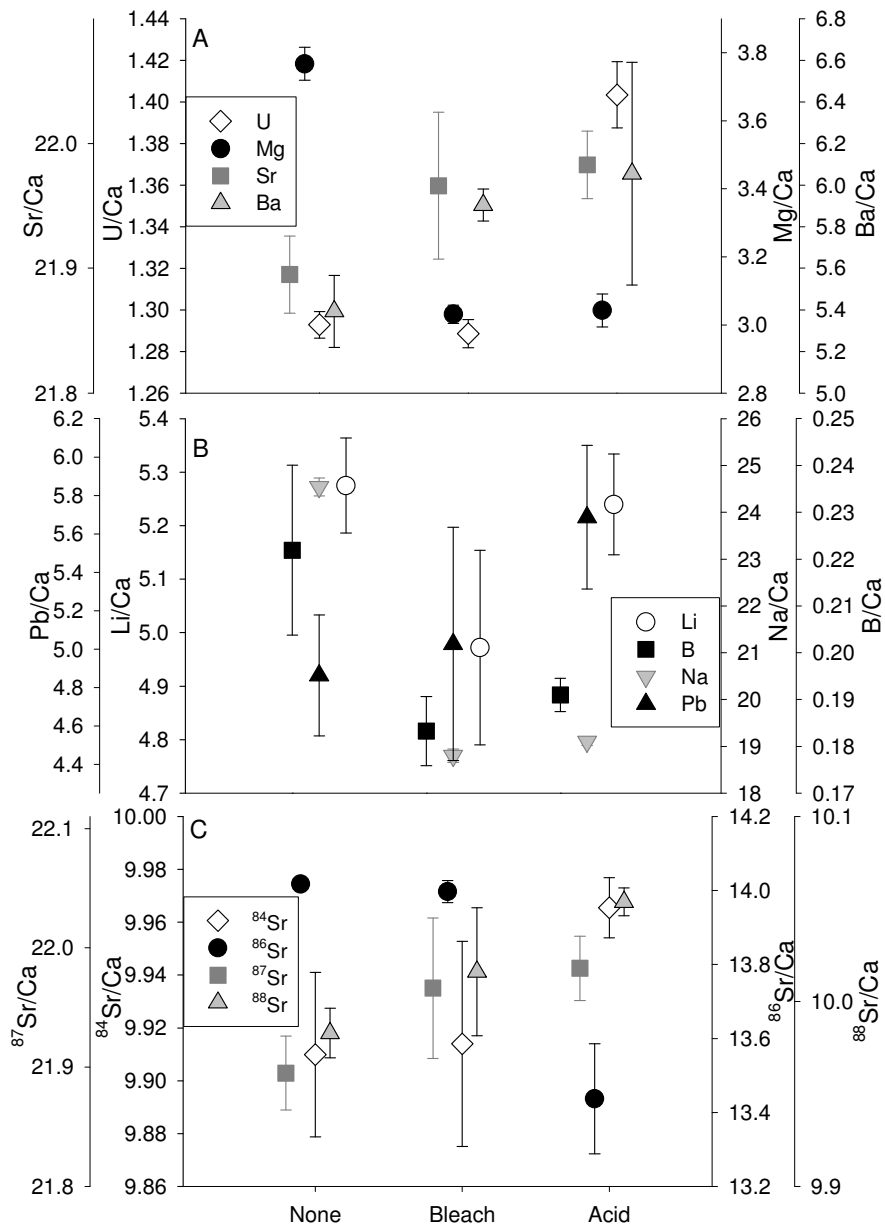 A
Sr/Ca
22.0
21.9
21.8
U/Ca
1.44
1.42
1.40
1.38
1.36
1.34
1.32
1.30
1.28
1.26
U
Mg
Sr
Ba
Mg/Ca
3.8
3.6
3.4
3.2
3.0
2.8
Ba/Ca
6.8
6.4
6.0
5.6
5.2
5.0
B
Pb/Ca
6.2
6.0
5.8
5.6
5.4
5.2
5.0
4.8
4.6
4.4
Li/Ca
5.4
5.3
5.2
5.1
5.0
4.9
4.8
4.7
Li
B
Na
Pb
Na/Ca
26
25
24
23
22
21
20
19
18
B/Ca
0.25
0.24
0.23
0.22
0.21
0.20
0.19
0.18
0.17
C
⁸⁷Sr/Ca
22.1
22.0
21.9
21.8
⁸⁴Sr/Ca
10.00
9.98
9.96
9.94
9.92
9.90
9.88
9.86
⁸⁴Sr
⁸⁶Sr
⁸⁷Sr
⁸⁸Sr
⁸⁶Sr/Ca
14.2
14.0
13.8
13.6
13.4
13.2
⁸⁸Sr/Ca
10.1
10.0
9.9
None
Bleach
Acid